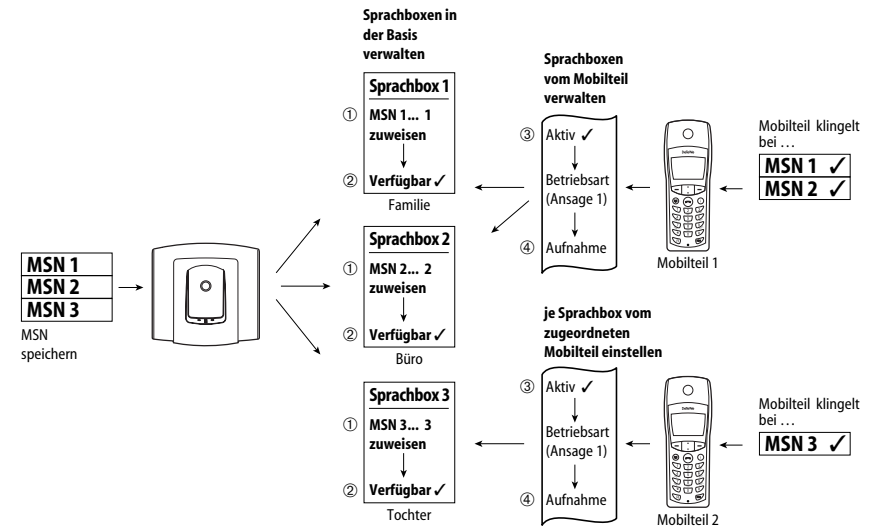 Sprachboxen in
der Basis
verwalten
Sprachbox 1
① MSN 1... 1
zuweisen
② Verfügbar ✓
Familie
Sprachbox 2
① MSN 2... 2
zuweisen
② Verfügbar ✓
Büro
Sprachbox 3
① MSN 3... 3
zuweisen
② Verfügbar ✓
Tochter
MSN 1
MSN 2
MSN 3
MSN
speichern
Sprachboxen
vom Mobilteil
verwalten
③ Aktiv ✓
Betriebsart
(Ansage 1)
④ Aufnahme
Mobilteil 1
Mobilteil klingelt
bei ...
MSN 1 ✓
MSN 2 ✓
je Sprachbox vom
zugeordneten
Mobilteil einstellen
③ Aktiv ✓
Betriebsart
(Ansage 1)
④ Aufnahme
Mobilteil 2
Mobilteil klingelt
bei ...
MSN 3 ✓